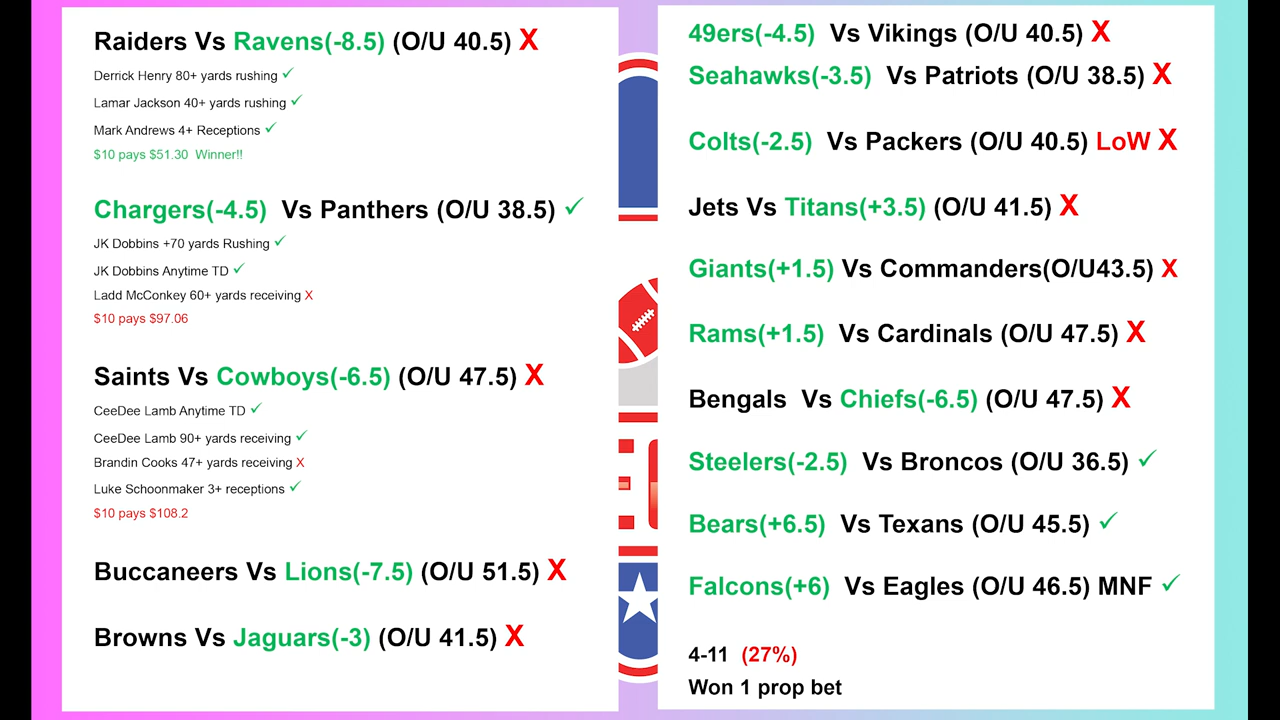 Raiders Vs Ravens(-8.5) (O/U 40.5) X
Derrick Henry 80+ yards rushing ✓
Lamar Jackson 40+ yards rushing ✓
Mark Andrews 4+ Receptions ✓
$10 pays $51.30 Winner!!
Chargers(-4.5) Vs Panthers (O/U 38.5) ✓
JK Dobbins +70 yards Rushing ✓
JK Dobbins Anytime TD ✓
Ladd McConkey 60+ yards receiving X
$10 pays $97.06
Saints Vs Cowboys(-6.5) (O/U 47.5) X
CeeDee Lamb Anytime TD ✓
CeeDee Lamb 90+ yards receiving ✓
Brandin Cooks 47+ yards receiving X
Luke Schoonmaker 3+ receptions ✓
$10 pays $108.2
Buccaneers Vs Lions(-7.5) (O/U 51.5) X
Browns Vs Jaguars(-3) (O/U 41.5) X
49ers(-4.5) Vs Vikings (O/U 40.5) X
Seahawks(-3.5) Vs Patriots (O/U 38.5) X
Colts(-2.5) Vs Packers (O/U 40.5) LoW X
Jets Vs Titans(+3.5) (O/U 41.5) X
Giants(+1.5) Vs Commanders(O/U43.5) X
Rams(+1.5) Vs Cardinals (O/U 47.5) X
Bengals Vs Chiefs(-6.5) (O/U 47.5) X
Steelers(-2.5) Vs Broncos (O/U 36.5) ✓
Bears(+6.5) Vs Texans (O/U 45.5) ✓
Falcons(+6) Vs Eagles (O/U 46.5) MNF ✓
4-11 (27%)
Won 1 prop bet